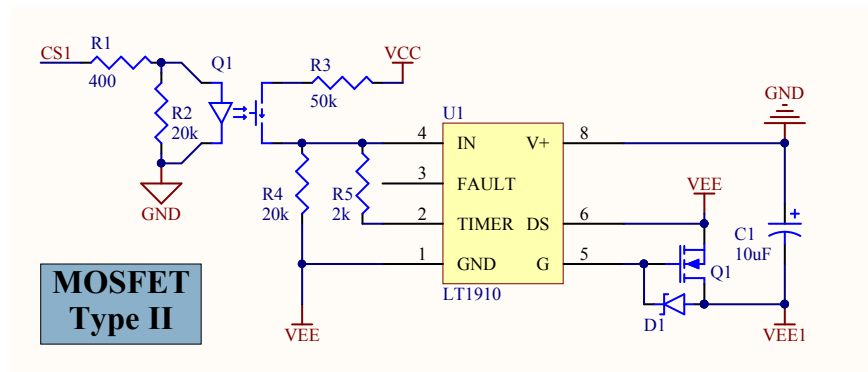 CS1
R1
400
Q1
R2
20k
GND
R3
50k
VCC
R4
20k
R5
2k
VEE
U1
4 IN V+ 8
3 FAULT
2 TIMER DS 6
1 GND G 5
LT1910
GND
VEE
C1
10uF
+
Q1
D1
VEE1
MOSFET
Type II